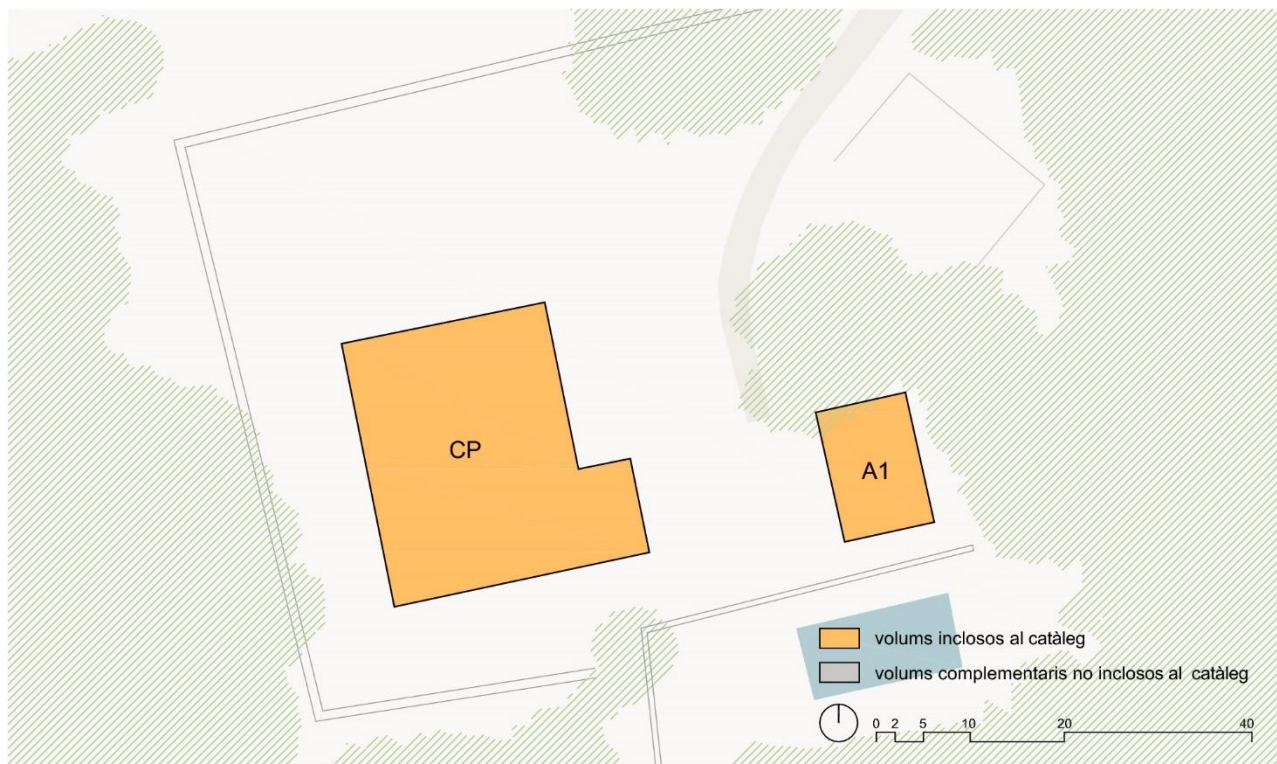 CP
A1
volums inclosos al catàleg
volums complementaris no inclosos al catàleg
0 2 5 10 20 40